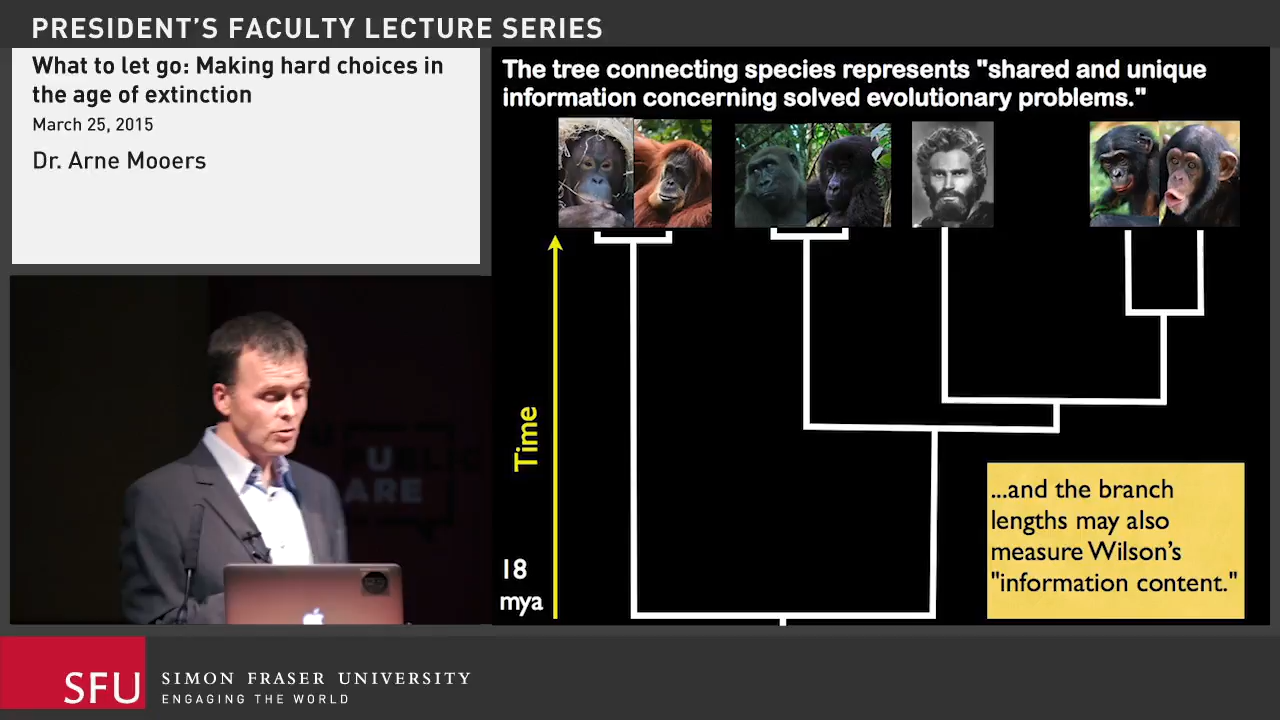 PRESIDENT'S FACULTY LECTURE SERIES
What to let go: Making hard choices in
the age of extinction
March 25, 2015
Dr. Arne Mooers
The tree connecting species represents "shared and unique
information concerning solved evolutionary problems."
Time
18
mya
...and the branch
lengths may also
measure Wilson's
"information content."
SFU
SIMON FRASER UNIVERSITY
ENGAGING THE WORLD